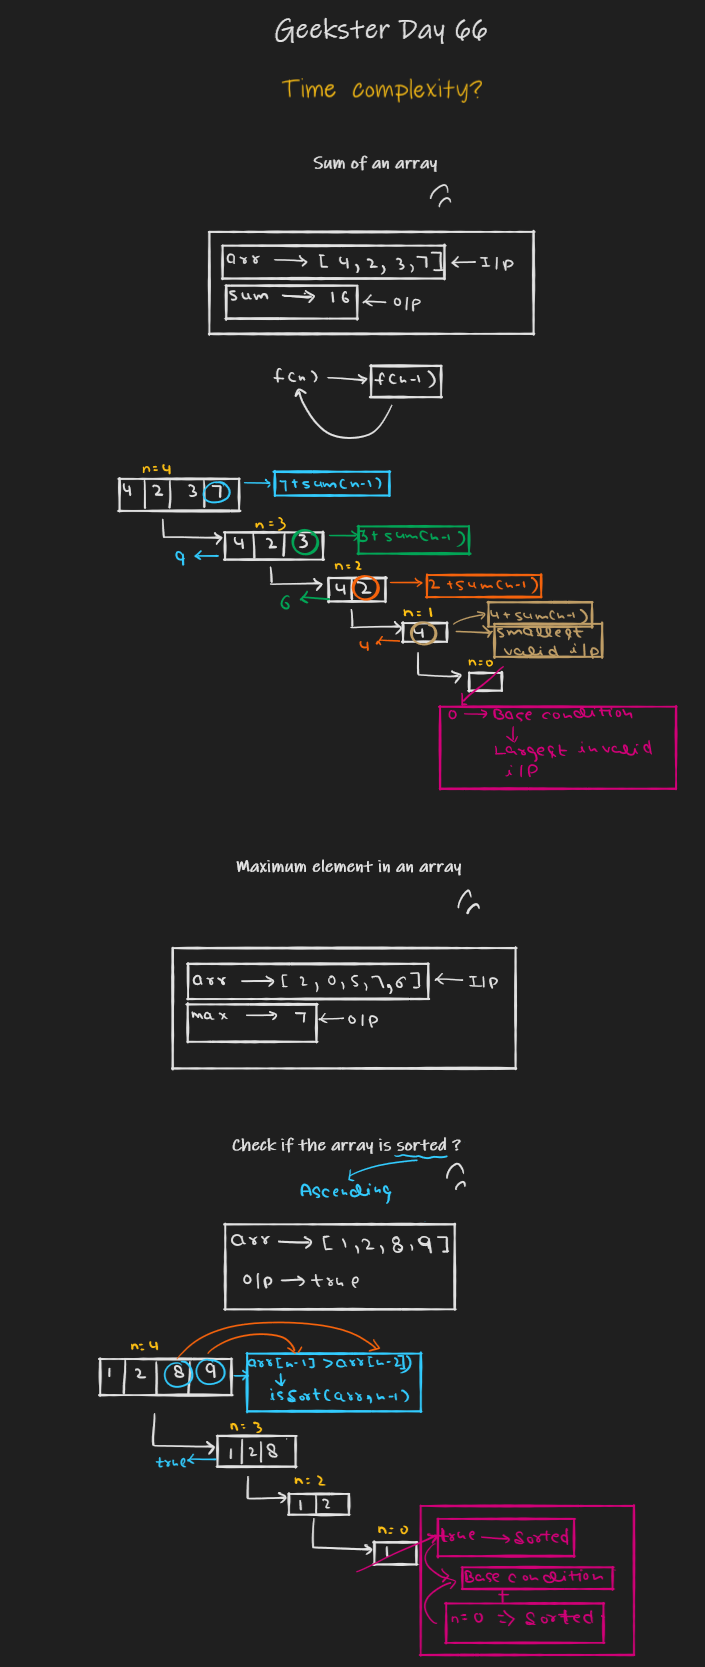 Geekster Day 66
Time complexity?
Sum of an array
arr → [ 4, 2, 3, 7 ] ← I/P
sum → 16 ← O/P
f(n) → f(n-1)
n=4
4 2 3 7 → 7+sum(n-1)
n=3
4 2 3 → 3+sum(n-1)
9 ←
n=2
4 2 → 2+sum(n-1)
6 ←
n=1
4 → 4+sum(n-1)
→ smallest
valid i/p
4 ←
n=0
0 → Base condition
↓
Largest invalid
i/p
Maximum element in an array
arr → [ 2, 0, 5, 7, 6 ] ← I/P
max → 7 ← O/P
Check if the array is sorted ?
Ascending
arr → [ 1, 2, 8, 9 ]
O/P → true
n=4
1 2 8 9 → arr[n-1] > arr[n-2])
↓
isSort(arr, n-1)
n=3
1 2 8
true ←
n=2
1 2
n=0
1
true → Sorted
Base condition
+
n=0 => Sorted